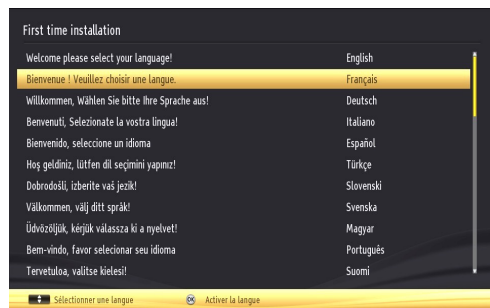 First time installation
Welcome please select your language! English
Bienvenue ! Veuillez choisir une langue. Français
Willkommen, Wählen Sie bitte Ihre Sprache aus! Deutsch
Benvenuti, Selezionate la vostra lingua! Italiano
Bienvenido, seleccione un idioma Español
Hoş geldiniz, lütfen dil seçimini yapınız! Türkçe
Dobrodošli, izberite vaš jezik! Slovenski
Välkommen, välj ditt språk! Svenska
Üdvözöljük, kérjük válassza ki a nyelvet! Magyar
Bem-vindo, favor selecionar seu idioma Português
Tervetuloa, valitse kielesi! Suomi
Sélectionner une langue OK Activer la langue